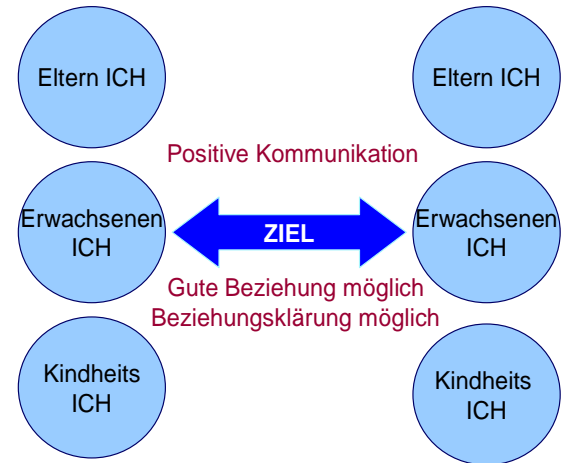 Eltern ICH
Eltern ICH
Positive Kommunikation
Erwachsenen
ICH
ZIEL
Erwachsenen
ICH
Gute Beziehung möglich
Beziehungsklärung möglich
Kindheits
ICH
Kindheits
ICH